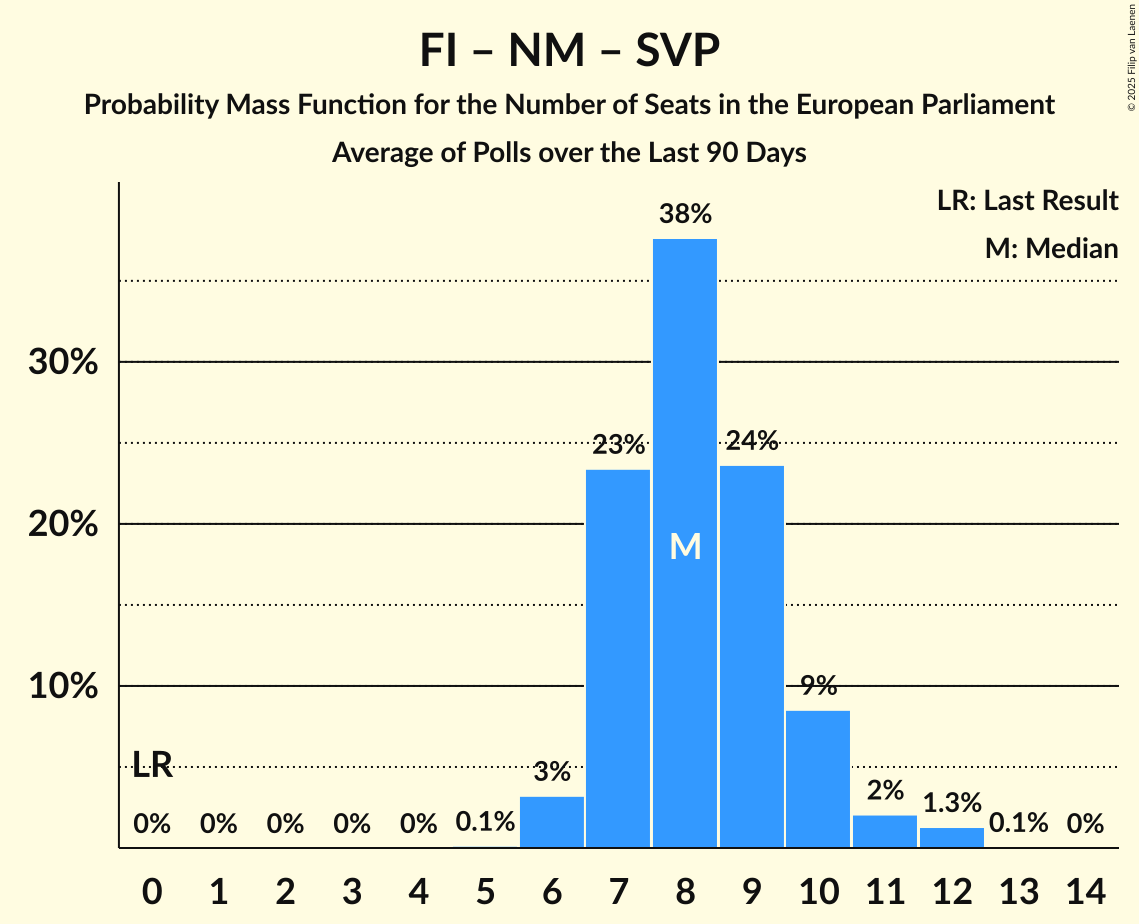 FI – NM – SVP
Probability Mass Function for the Number of Seats in the European Parliament
Average of Polls over the Last 90 Days
© 2025 Filip van Laenen
LR: Last Result
M: Median
38%
30%
23%
24%
20%
M
10%
9%
LR
3%
2%
1.3%
0% 0% 0% 0% 0% 0.1% 0.1% 0%
0 1 2 3 4 5 6 7 8 9 10 11 12 13 14